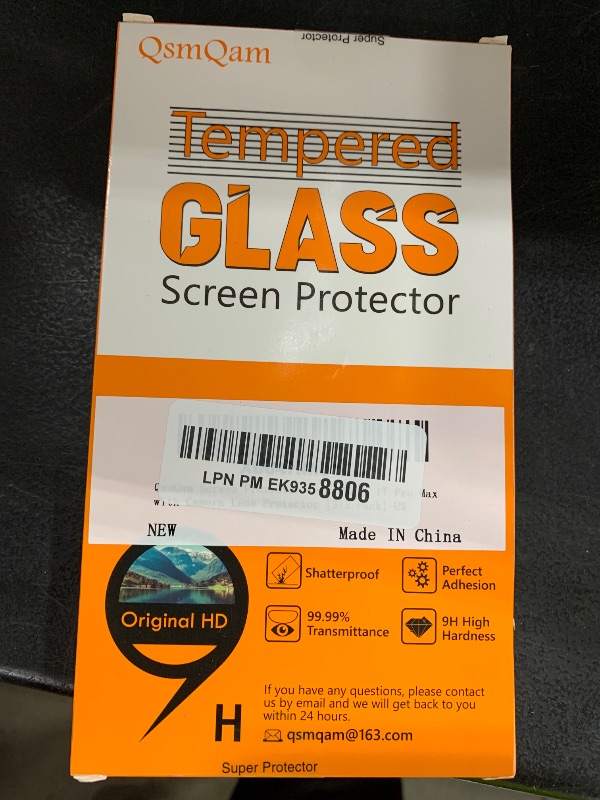 Super Protector
QsmQam
Tempered
GLASS
Screen Protector
LPN PM EK935 8806
Max
NEW
Made IN China
Original HD
9
H
Shatterproof
Perfect
Adhesion
99.99%
Transmittance
9H High
Hardness
If you have any questions, please contact
us by email and we will get back to you
within 24 hours.
qsmqam@163.com
Super Protector